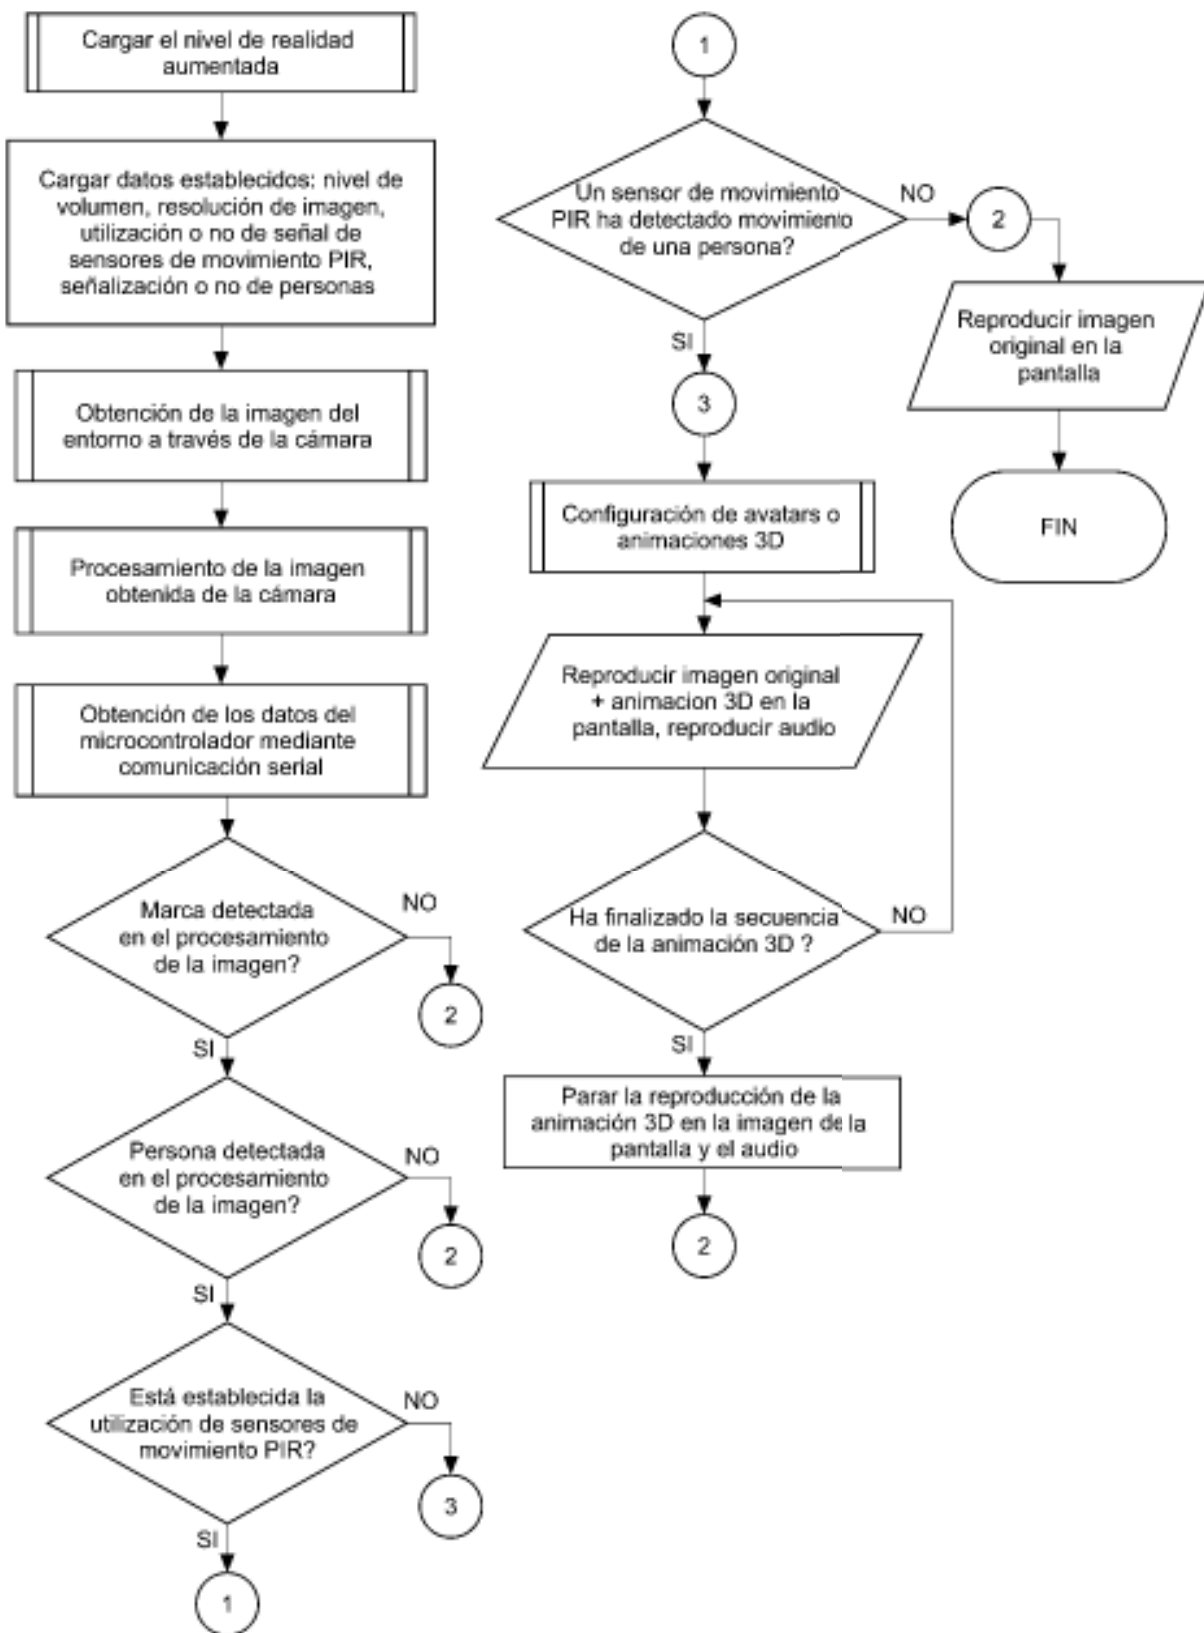 Cargar el nivel de realidad
aumentada
Cargar datos establecidos: nivel de
volumen, resolución de imagen,
utilización o no de señal de
sensores de movimiento PIR,
señalización o no de personas
Obtención de la imagen del
entorno a través de la cámara
Procesamiento de la imagen
obtenida de la cámara
Obtención de los datos del
microcontrolador mediante
comunicación serial
Marca detectada
en el procesamiento
de la imagen?
NO
2
SI
Persona detectada
en el procesamiento
de la imagen?
NO
2
SI
Está establecida la
utilización de sensores de
movimiento PIR?
NO
3
SI
1
1
Un sensor de movimiento
PIR ha detectado movimiento
de una persona?
NO
2
Reproducir imagen
original en la
pantalla
FIN
SI
3
Configuración de avatars o
animaciones 3D
Reproducir imagen original
+ animacion 3D en la
pantalla, reproducir audio
Ha finalizado la secuencia
de la animación 3D ?
NO
SI
Parar la reproducción de la
animación 3D en la imagen de la
pantalla y el audio
2